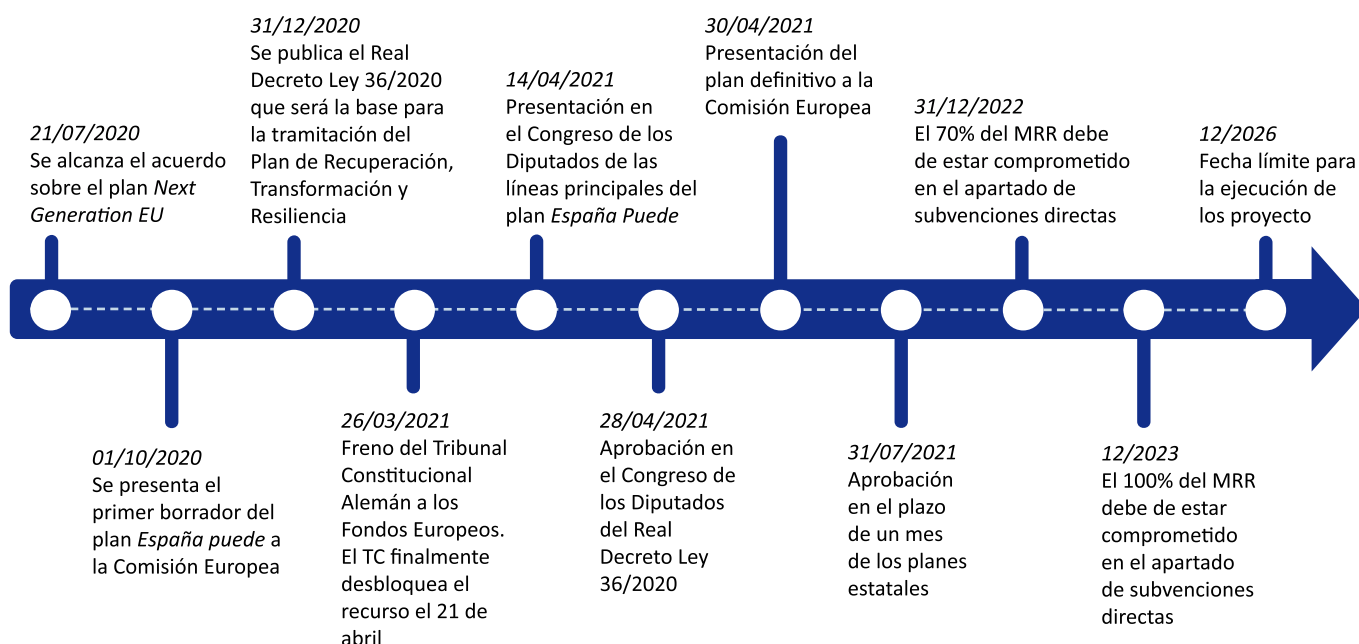 21/07/2020
Se alcanza el acuerdo
sobre el plan Next
Generation EU
01/10/2020
Se presenta el
primer borrador del
plan España puede a
la Comisión Europea
31/12/2020
Se publica el Real
Decreto Ley 36/2020
que será la base para
la tramitación del
Plan de Recuperación,
Transformación y
Resiliencia
26/03/2021
Freno del Tribunal
Constitucional
Alemán a los
Fondos Europeos.
El TC finalmente
desbloquea el
recurso el 21 de
abril
14/04/2021
Presentación en
el Congreso de los
Diputados de las
líneas principales del
plan España Puede
28/04/2021
Aprobación en
el Congreso de
los Diputados
del Real
Decreto Ley
36/2020
30/04/2021
Presentación del
plan definitivo a la
Comisión Europea
31/07/2021
Aprobación
en el plazo
de un mes
de los planes
estatales
31/12/2022
El 70% del MRR debe
de estar comprometido
en el apartado de
subvenciones directas
12/2023
El 100% del MRR
debe de estar
comprometido
en el apartado
de subvenciones
directas
12/2026
Fecha límite para
la ejecución de
los proyecto